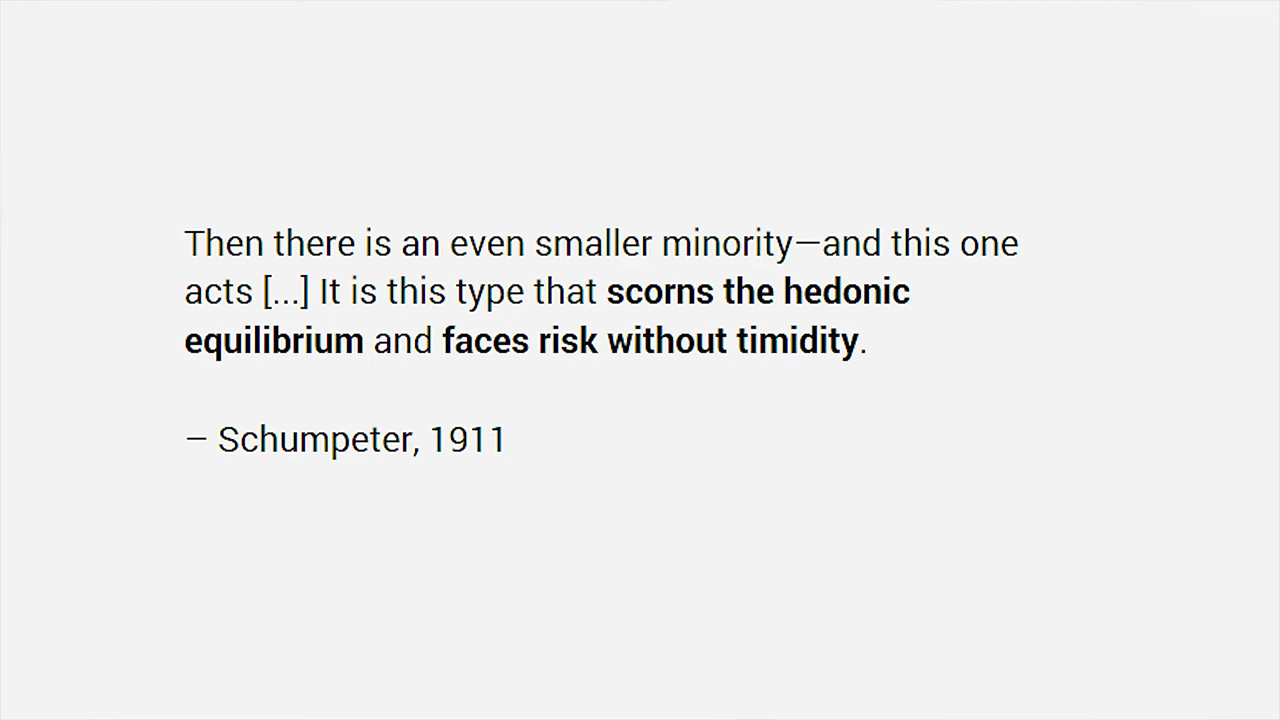 Then there is an even smaller minority—and this one
acts [...] It is this type that scorns the hedonic
equilibrium and faces risk without timidity.
– Schumpeter, 1911